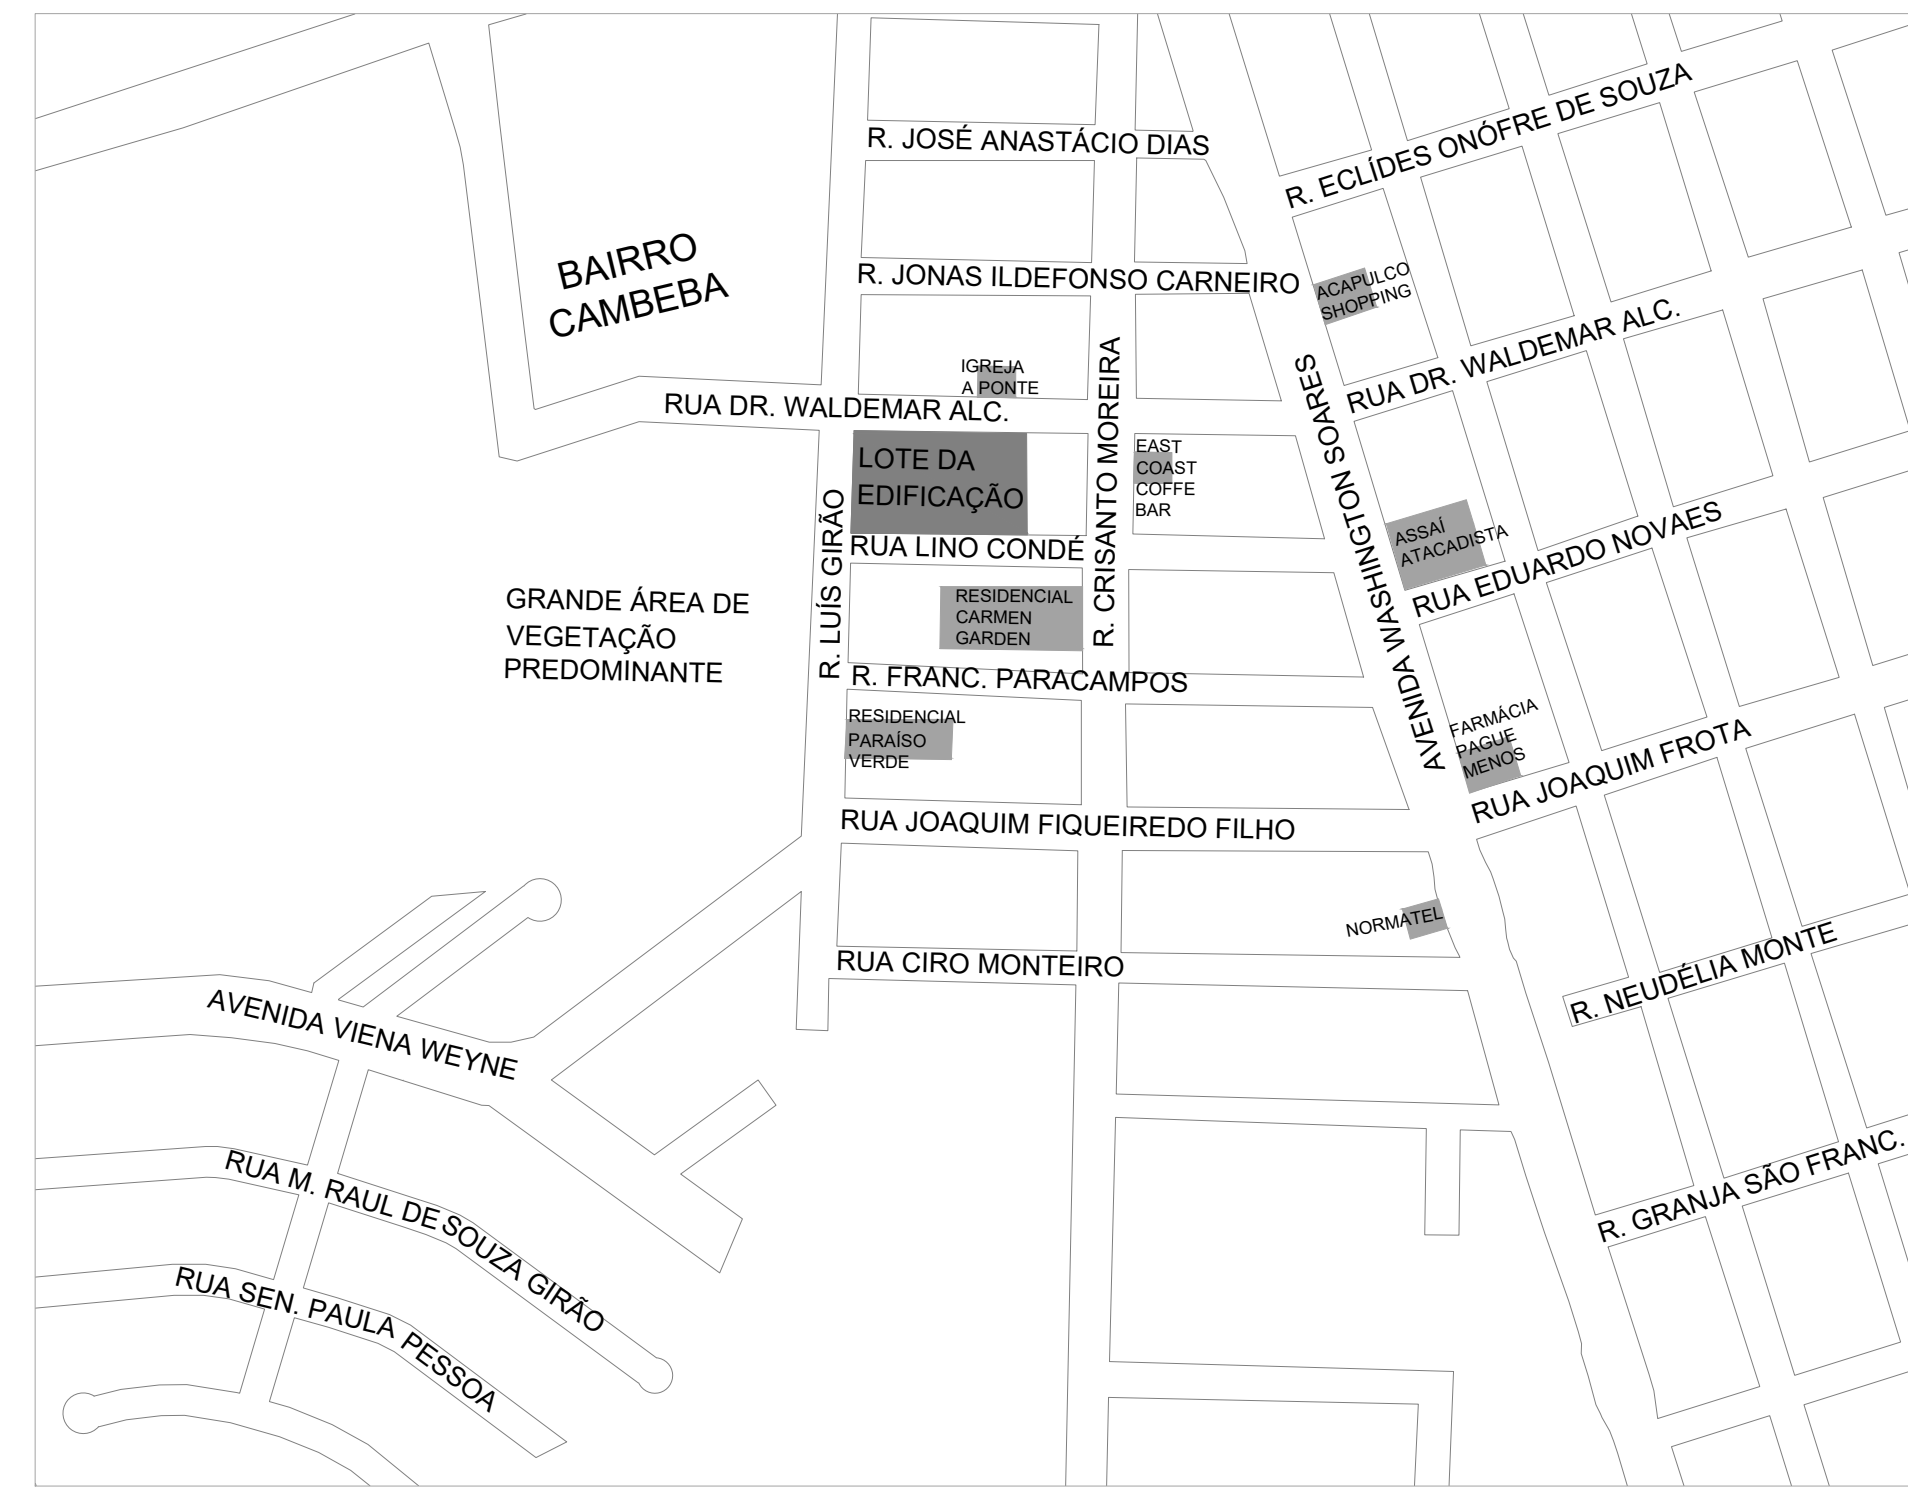 R. JOSÉ ANASTÁCIO DIAS
R. ECLÍDES ONÓFRE DE SOUZA
BAIRRO
CAMBEBA
R. JONAS ILDEFONSO CARNEIRO
ACAPULCO
SHOPPING
IGREJA
A PONTE
RUA DR. WALDEMAR ALC.
RUA DR. WALDEMAR ALC.
LOTE DA
EDIFICAÇÃO
R. CRISANTO MOREIRA
EAST
COAST
COFFE
BAR
AVENIDA WASHINGTON SOARES
ASSAÍ
ATACADISTA
R. LUÍS GIRÃO
RUA LINO CONDÉ
RUA EDUARDO NOVAES
GRANDE ÁREA DE
VEGETAÇÃO
PREDOMINANTE
RESIDENCIAL
CARMEN
GARDEN
R. FRANC. PARACAMPOS
RESIDENCIAL
PARAÍSO
VERDE
FARMÁCIA
PAGUE
MENOS
RUA JOAQUIM FROTA
RUA JOAQUIM FIQUEIREDO FILHO
NORMATEL
RUA CIRO MONTEIRO
R. NEUDÉLIA MONTE
AVENIDA VIENA WEYNE
RUA M. RAUL DE SOUZA GIRÃO
R. GRANJA SÃO FRANC.
RUA SEN. PAULA PESSOA